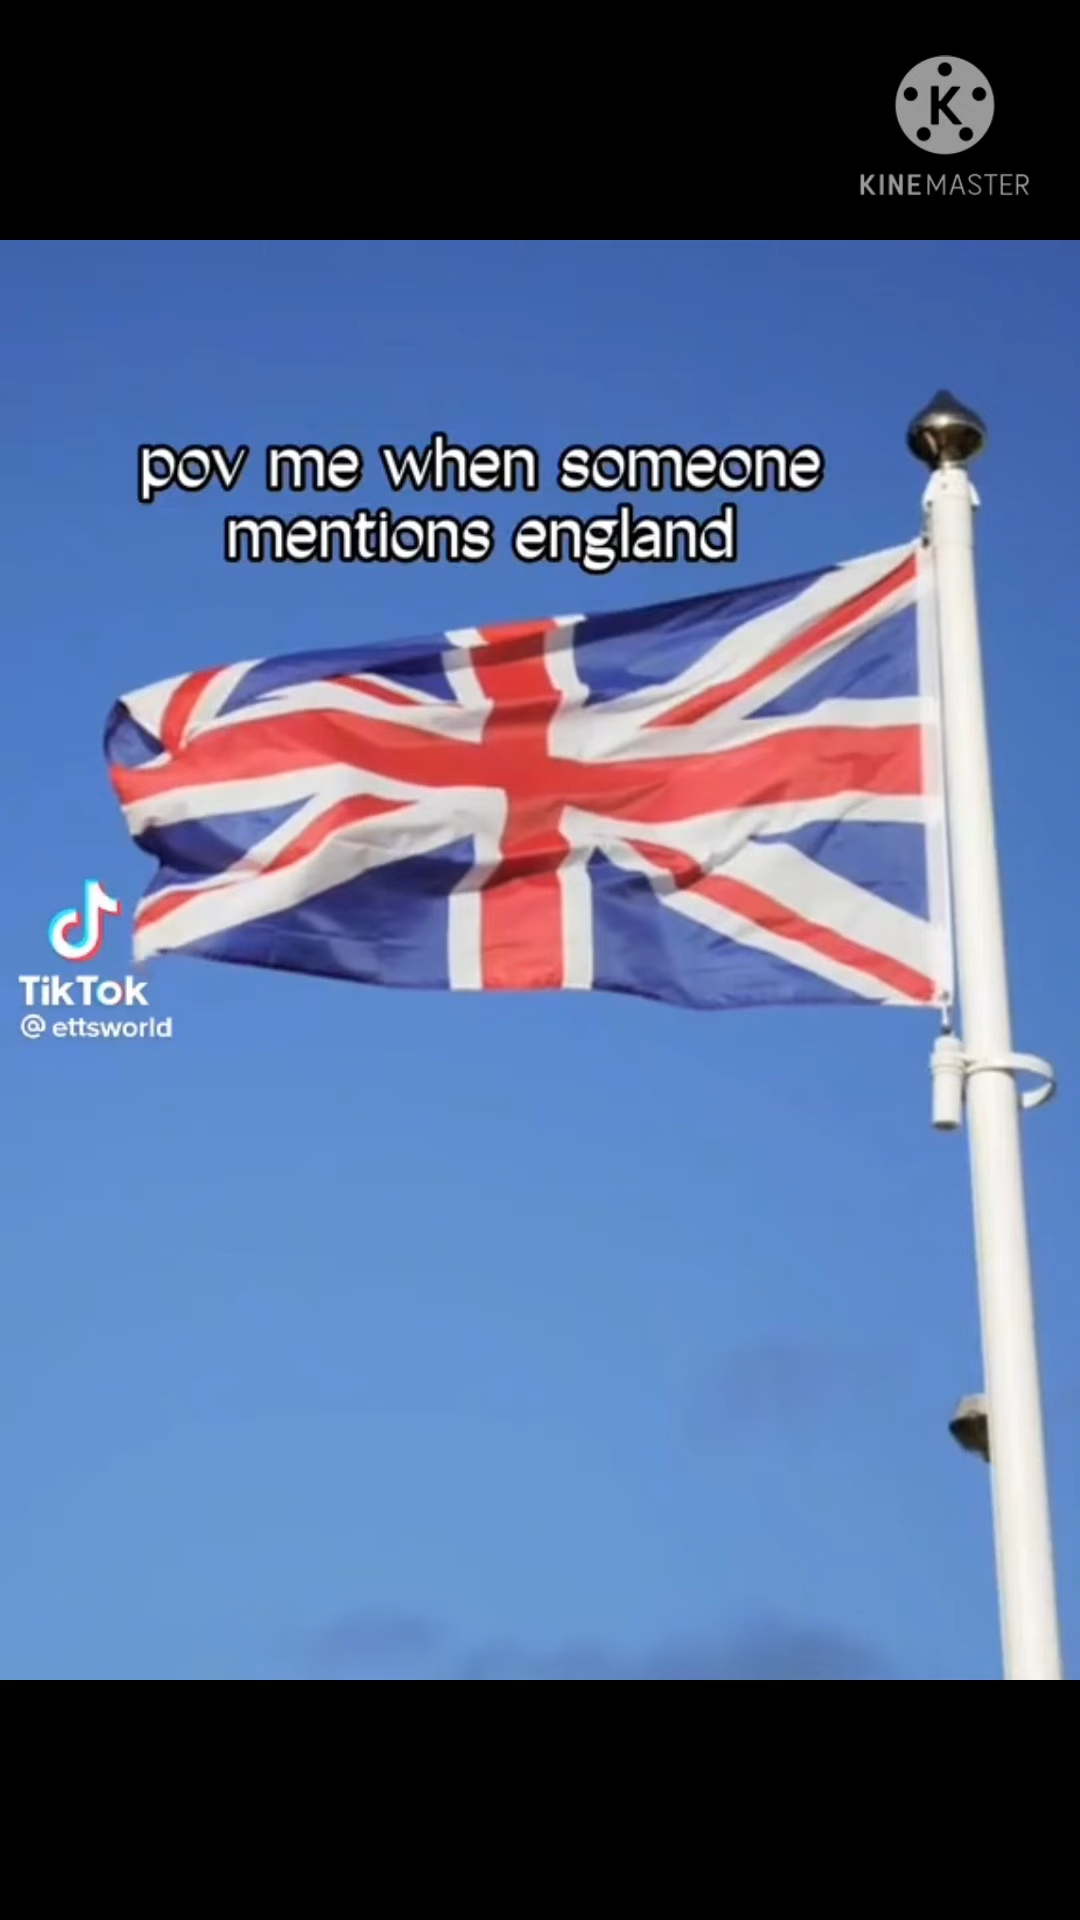 K
KINEMASTER
pov me when someone
mentions england
TikTok
@ ettsworld